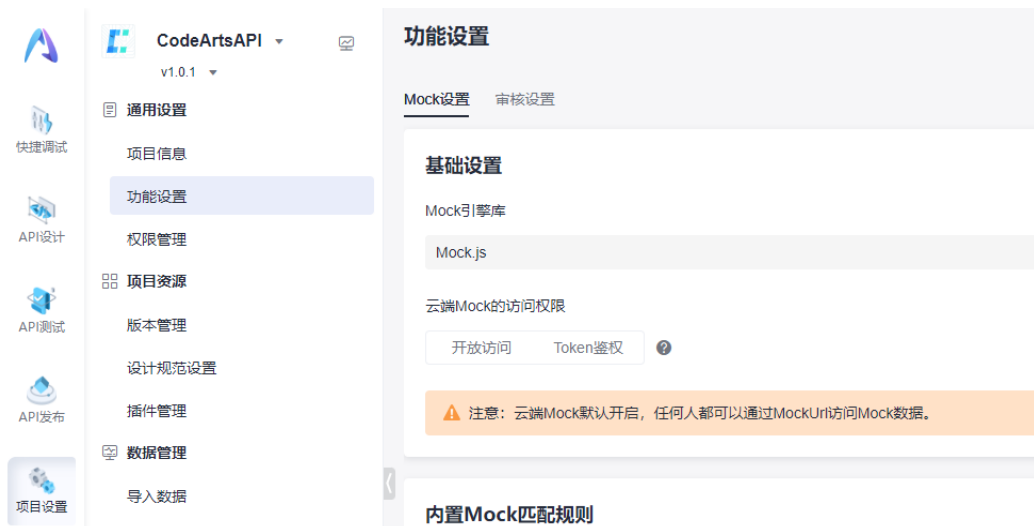 快捷调试
API设计
API测试
API发布
项目设置
CodeArtsAPI
v1.0.1
通用设置
项目信息
功能设置
权限管理
项目资源
版本管理
设计规范设置
插件管理
数据管理
导入数据
功能设置
Mock设置 审核设置
基础设置
Mock引擎库
Mock.js
云端Mock的访问权限
开放访问 Token鉴权
注意：云端Mock默认开启，任何人都可以通过MockUrl访问Mock数据。
内置Mock匹配规则